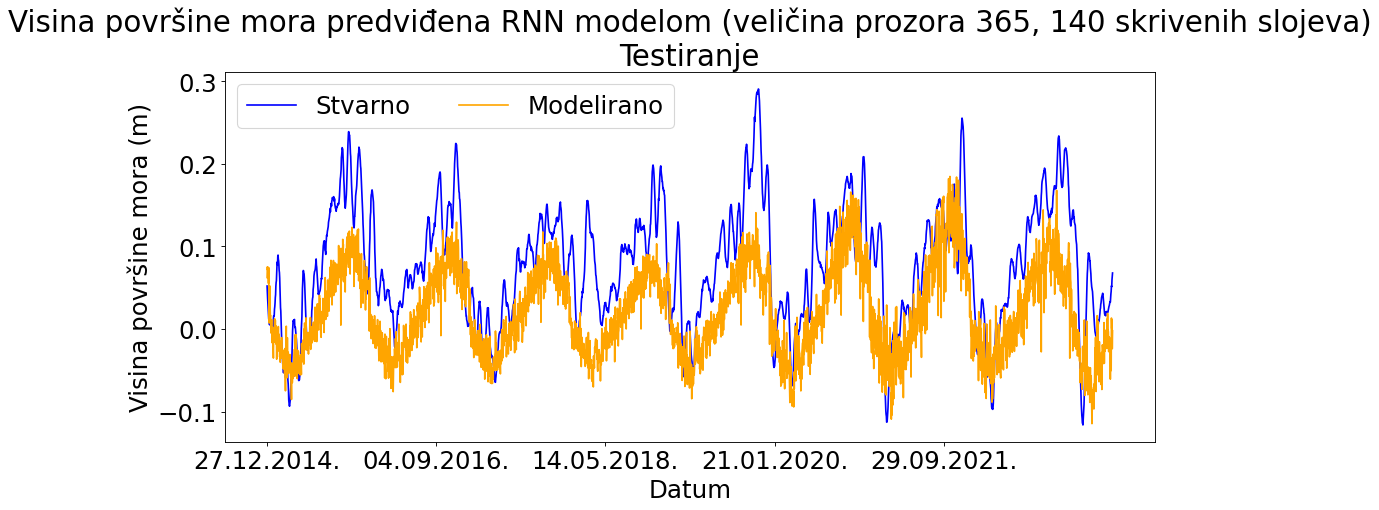 Visina površine mora predviđena RNN modelom (veličina prozora 365, 140 skrivenih slojeva)
Testiranje
Stvarno
Modelirano
Visina površine mora (m)
0.3
0.2
0.1
0.0
−0.1
27.12.2014.
04.09.2016.
14.05.2018.
21.01.2020.
29.09.2021.
Datum